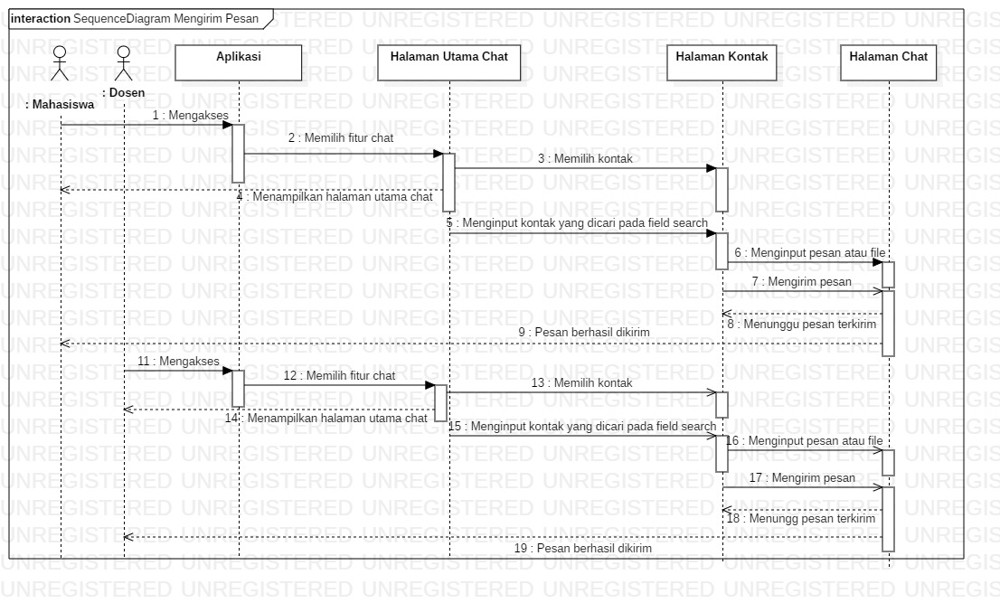 interaction SequenceDiagram Mengirim Pesan
Aplikasi
Halaman Utama Chat
Halaman Kontak
Halaman Chat
: Mahasiswa
: Dosen
1 : Mengakses
2 : Memilih fitur chat
3 : Memilih kontak
4 : Menampilkan halaman utama chat
5 : Menginput kontak yang dicari pada field search
6 : Menginput pesan atau file
7 : Mengirim pesan
8 : Menunggu pesan terkirim
9 : Pesan berhasil dikirim
11 : Mengakses
12 : Memilih fitur chat
13 : Memilih kontak
14 : Menampilkan halaman utama chat
15 : Menginput kontak yang dicari pada field search
16 : Menginput pesan atau file
17 : Mengirim pesan
18 : Menungg pesan terkirim
19 : Pesan berhasil dikirim
UNREGISTERED